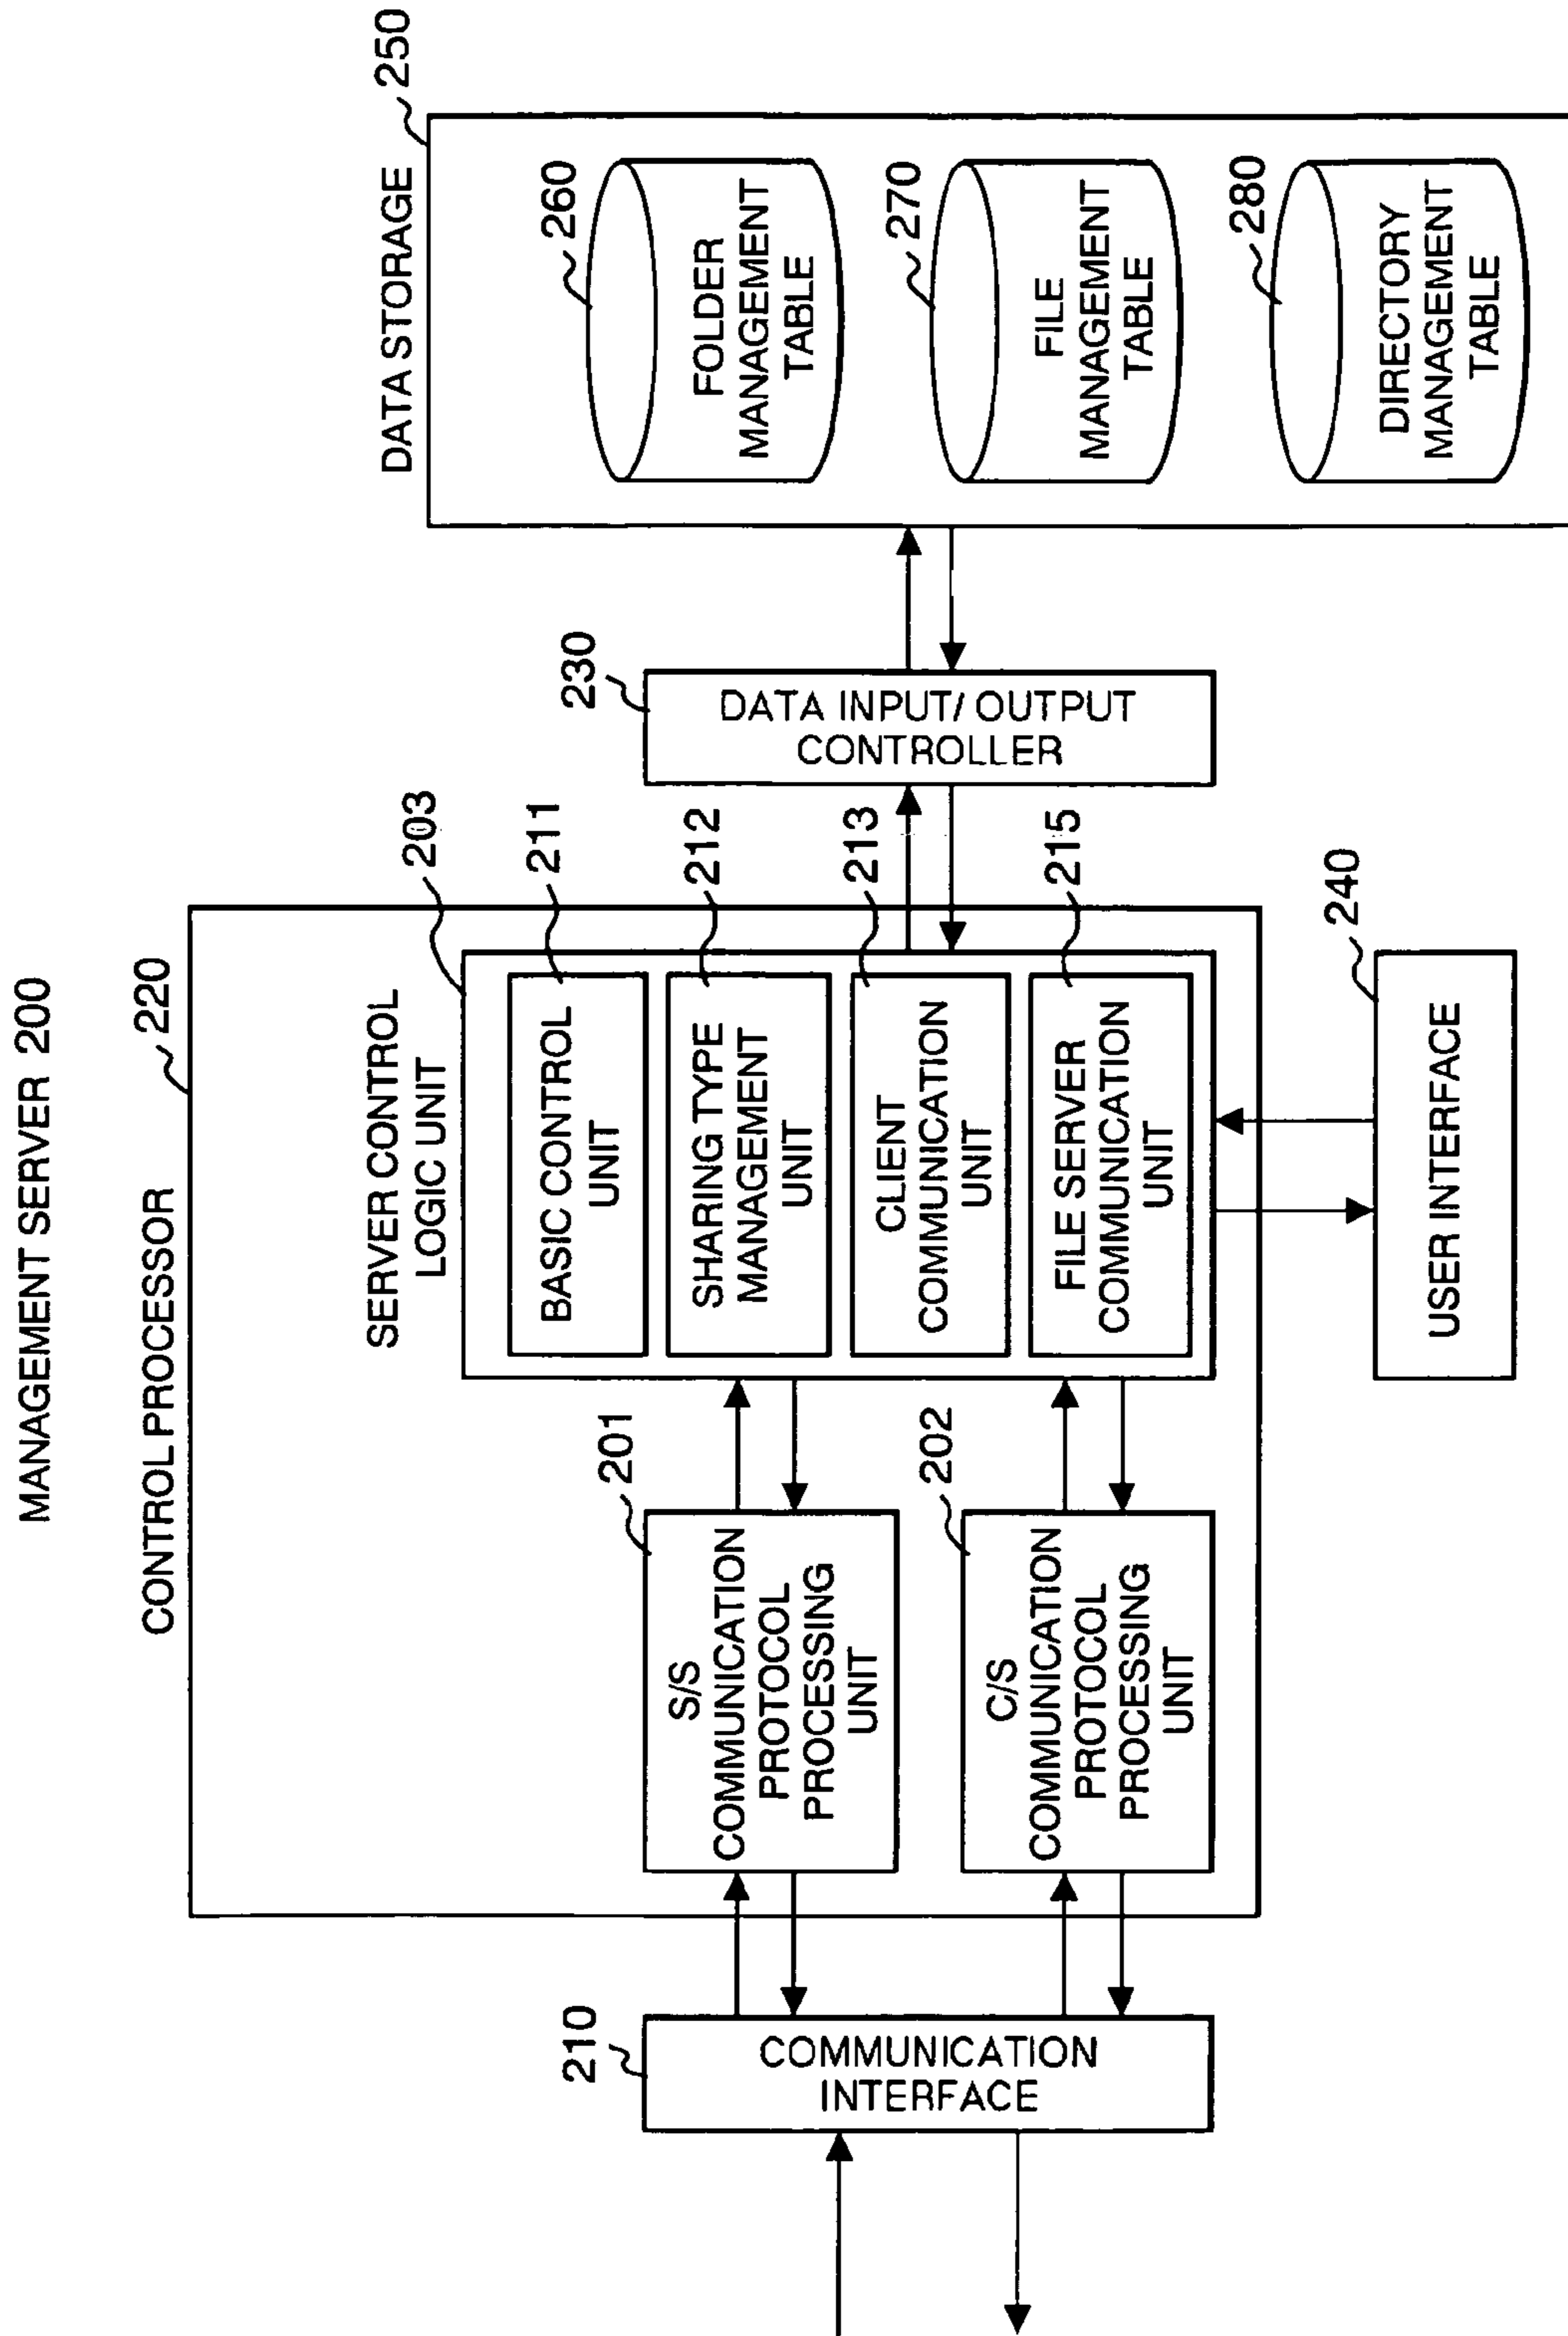 MANAGEMENT SERVER 200
CONTROL PROCESSOR
220
SERVER CONTROL
LOGIC UNIT
203
BASIC CONTROL
UNIT
211
SHARING TYPE
MANAGEMENT
UNIT
212
CLIENT
COMMUNICATION
UNIT
213
FILE SERVER
COMMUNICATION
UNIT
215
S/S
COMMUNICATION
PROTOCOL
PROCESSING
UNIT
201
C/S
COMMUNICATION
PROTOCOL
PROCESSING
UNIT
202
210
COMMUNICATION
INTERFACE
230
DATA INPUT/ OUTPUT
CONTROLLER
240
USER INTERFACE
DATA STORAGE
250
260
FOLDER
MANAGEMENT
TABLE
270
FILE
MANAGEMENT
TABLE
280
DIRECTORY
MANAGEMENT
TABLE